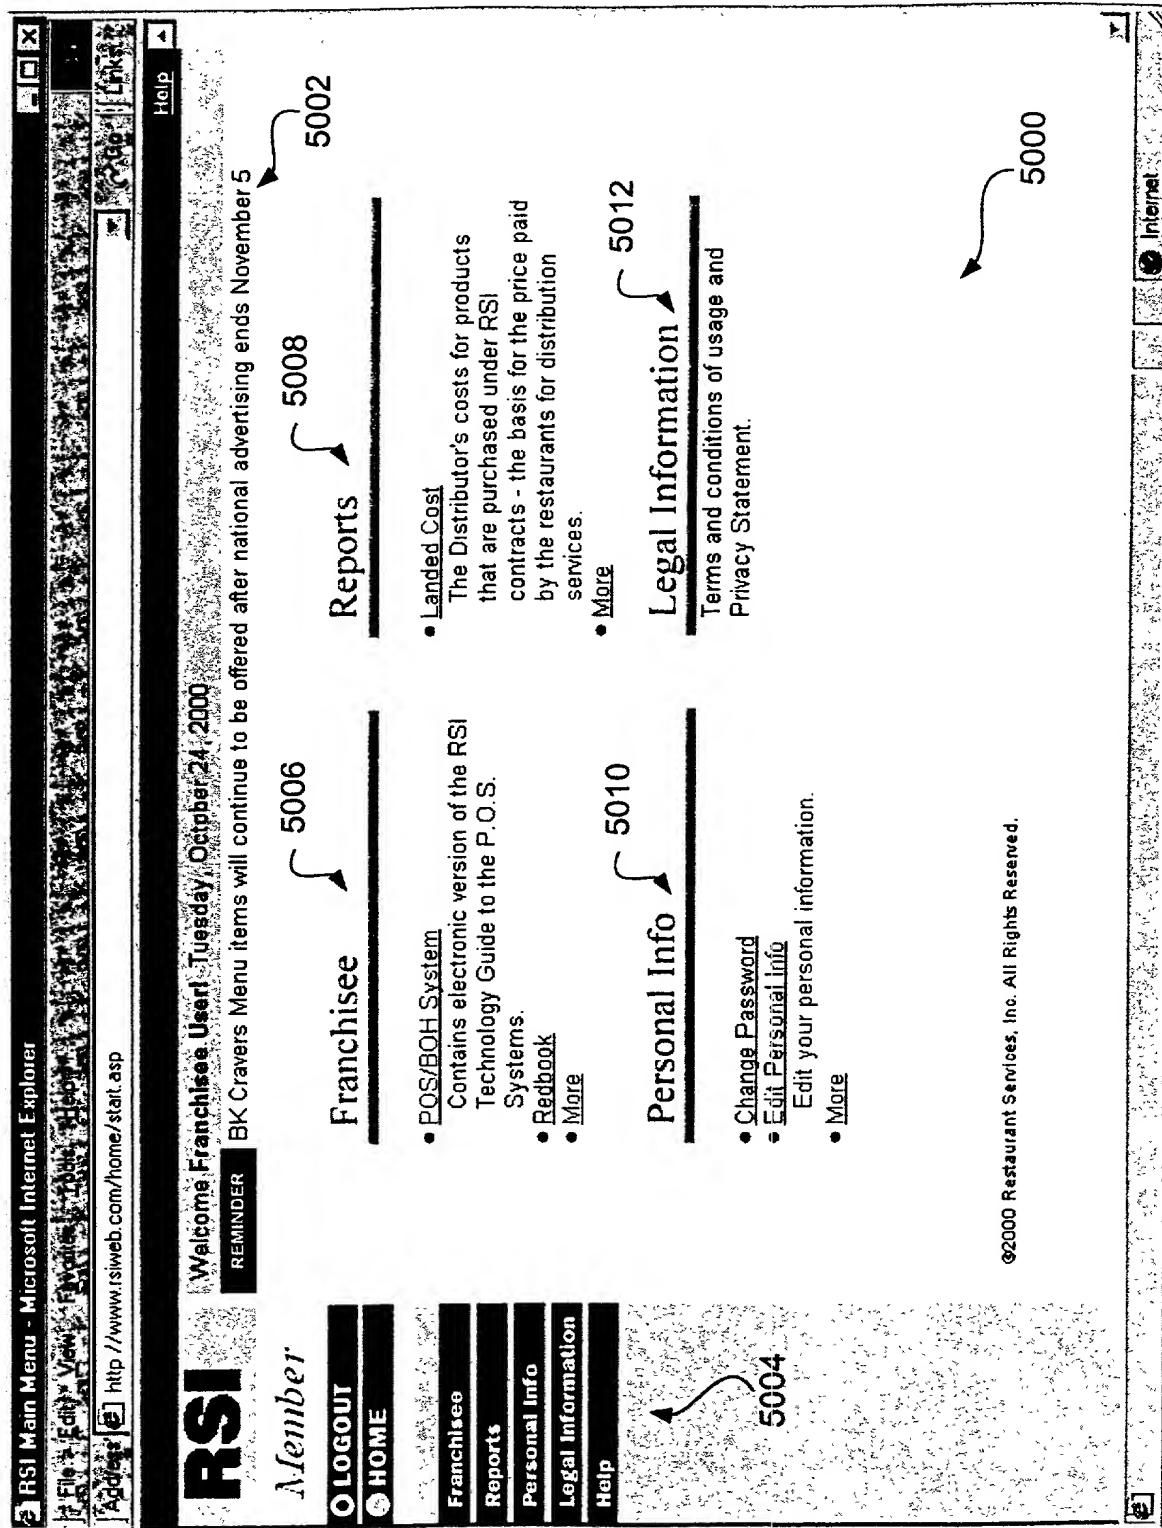 RSI Main Menu - Microsoft Internet Explorer
File Edit View Favorites Tools Help
Address http://www.rsiweb.com/home/start.asp
Go Links
Help
RSI
Welcome Franchisee User! Tuesday, October 24, 2000
REMINDER BK Cravers Menu items will continue to be offered after national advertising ends November 5
5002
Member
LOGOUT
HOME
Franchisee
Reports
Personal Info
Legal Information
Help
5004
5006
Franchisee
• POS/BOH System
Contains electronic version of the RSI
Technology Guide to the P.O.S.
Systems.
• Redbook
• More
5008
Reports
• Landed Cost
The Distributor's costs for products
that are purchased under RSI
contracts - the basis for the price paid
by the restaurants for distribution
services.
• More
5010
Personal Info
• Change Password
• Edit Personal Info
Edit your personal information.
• More
5012
Legal Information
Terms and conditions of usage and
Privacy Statement.
5000
©2000 Restaurant Services, Inc. All Rights Reserved.
Internet